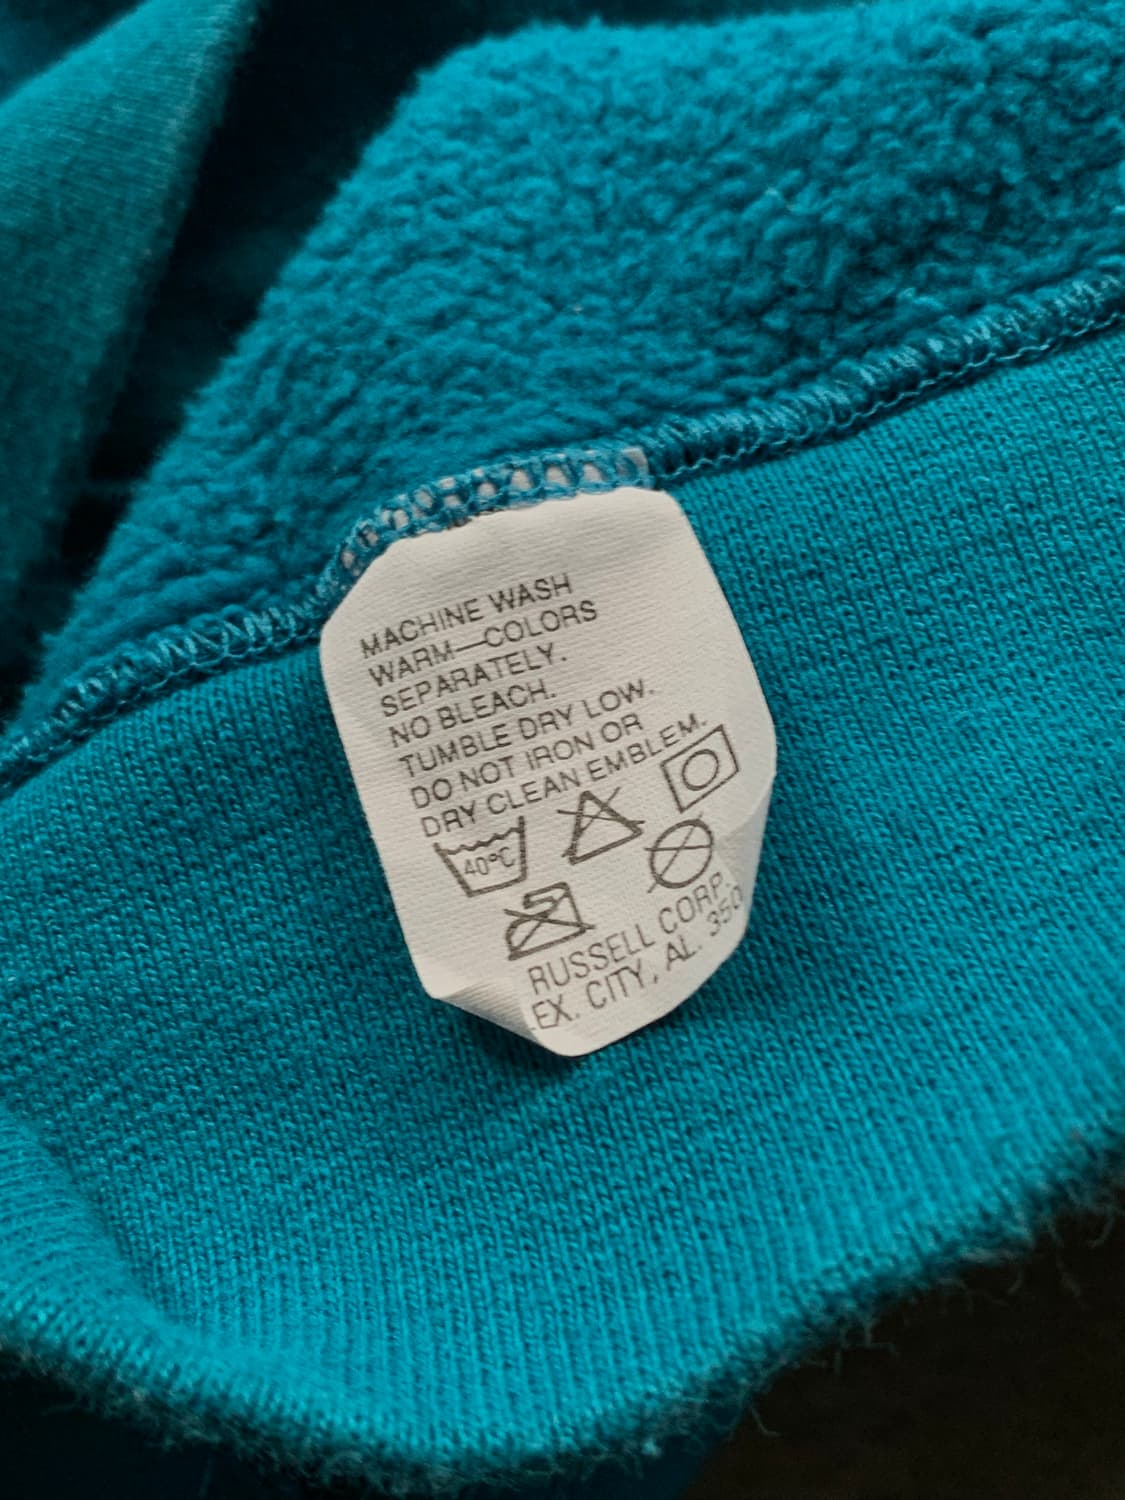 MACHINE WASH
WARM—COLORS
SEPARATELY.
NO BLEACH.
TUMBLE DRY LOW.
DO NOT IRON OR
DRY CLEAN EMBLEM.
40°C
RUSSELL CORP.
EX. CITY, AL. 350